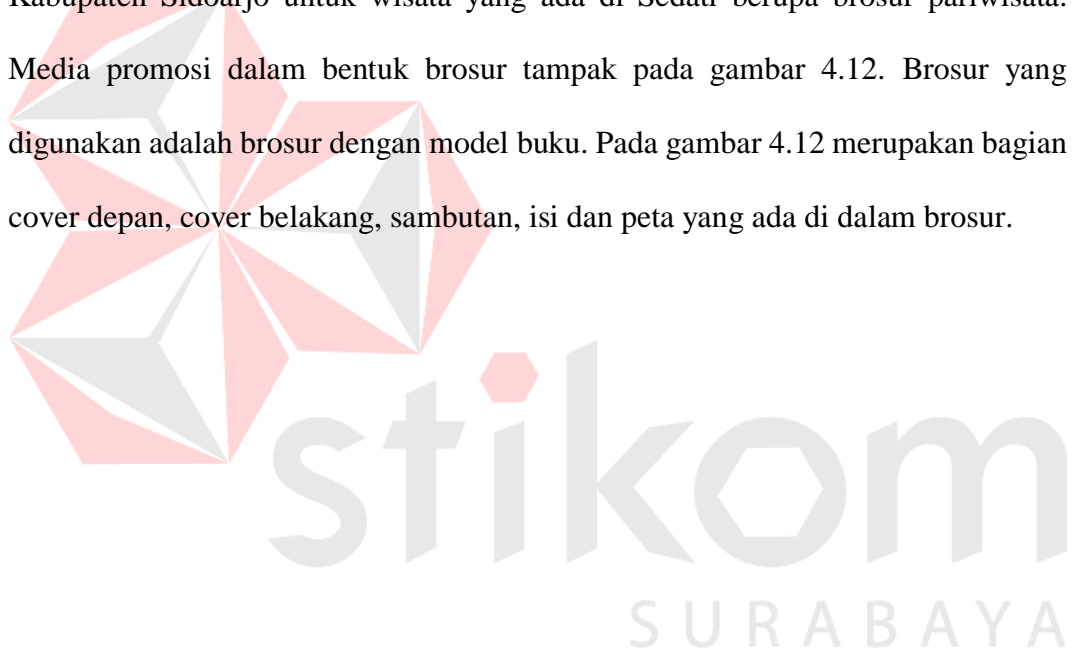 Kabupaten Sidoarjo untuk wisata yang ada di Sedati berupa brosur pariwisata.
Media promosi dalam bentuk brosur tampak pada gambar 4.12. Brosur yang
digunakan adalah brosur dengan model buku. Pada gambar 4.12 merupakan bagian
cover depan, cover belakang, sambutan, isi dan peta yang ada di dalam brosur.
stikom
SURABAYA